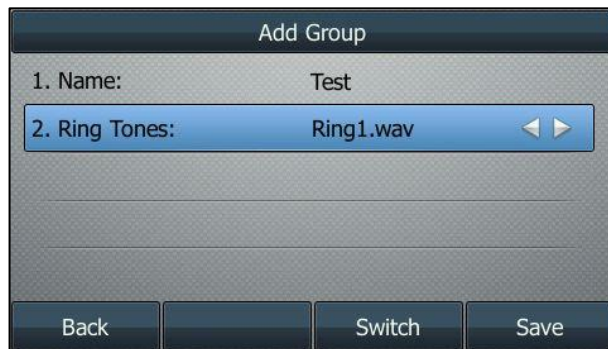 Add Group
1. Name: Test
2. Ring Tones: Ring1.wav
Back Switch Save